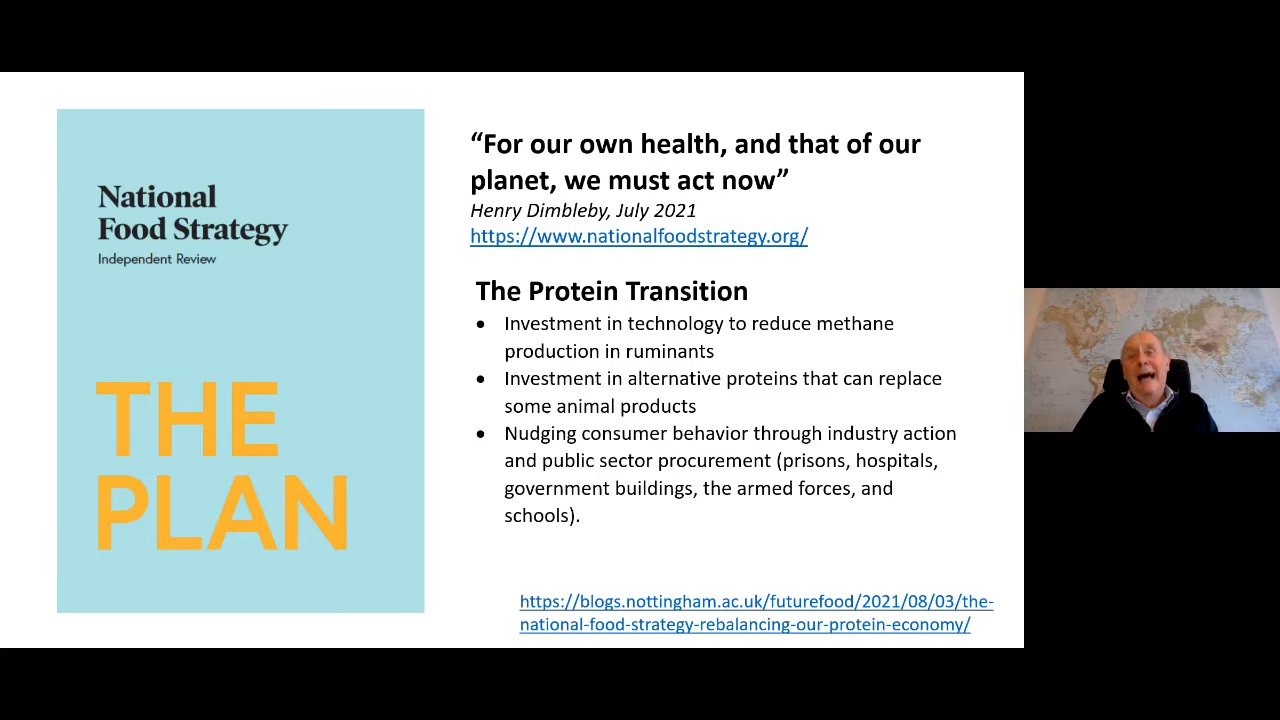 National
Food Strategy
Independent Review
THE
PLAN
“For our own health, and that of our
planet, we must act now”
Henry Dimbleby, July 2021
https://www.nationalfoodstrategy.org/
The Protein Transition
• Investment in technology to reduce methane
production in ruminants
• Investment in alternative proteins that can replace
some animal products
• Nudging consumer behavior through industry action
and public sector procurement (prisons, hospitals,
government buildings, the armed forces, and
schools).
https://blogs.nottingham.ac.uk/futurefood/2021/08/03/the-
national-food-strategy-rebalancing-our-protein-economy/